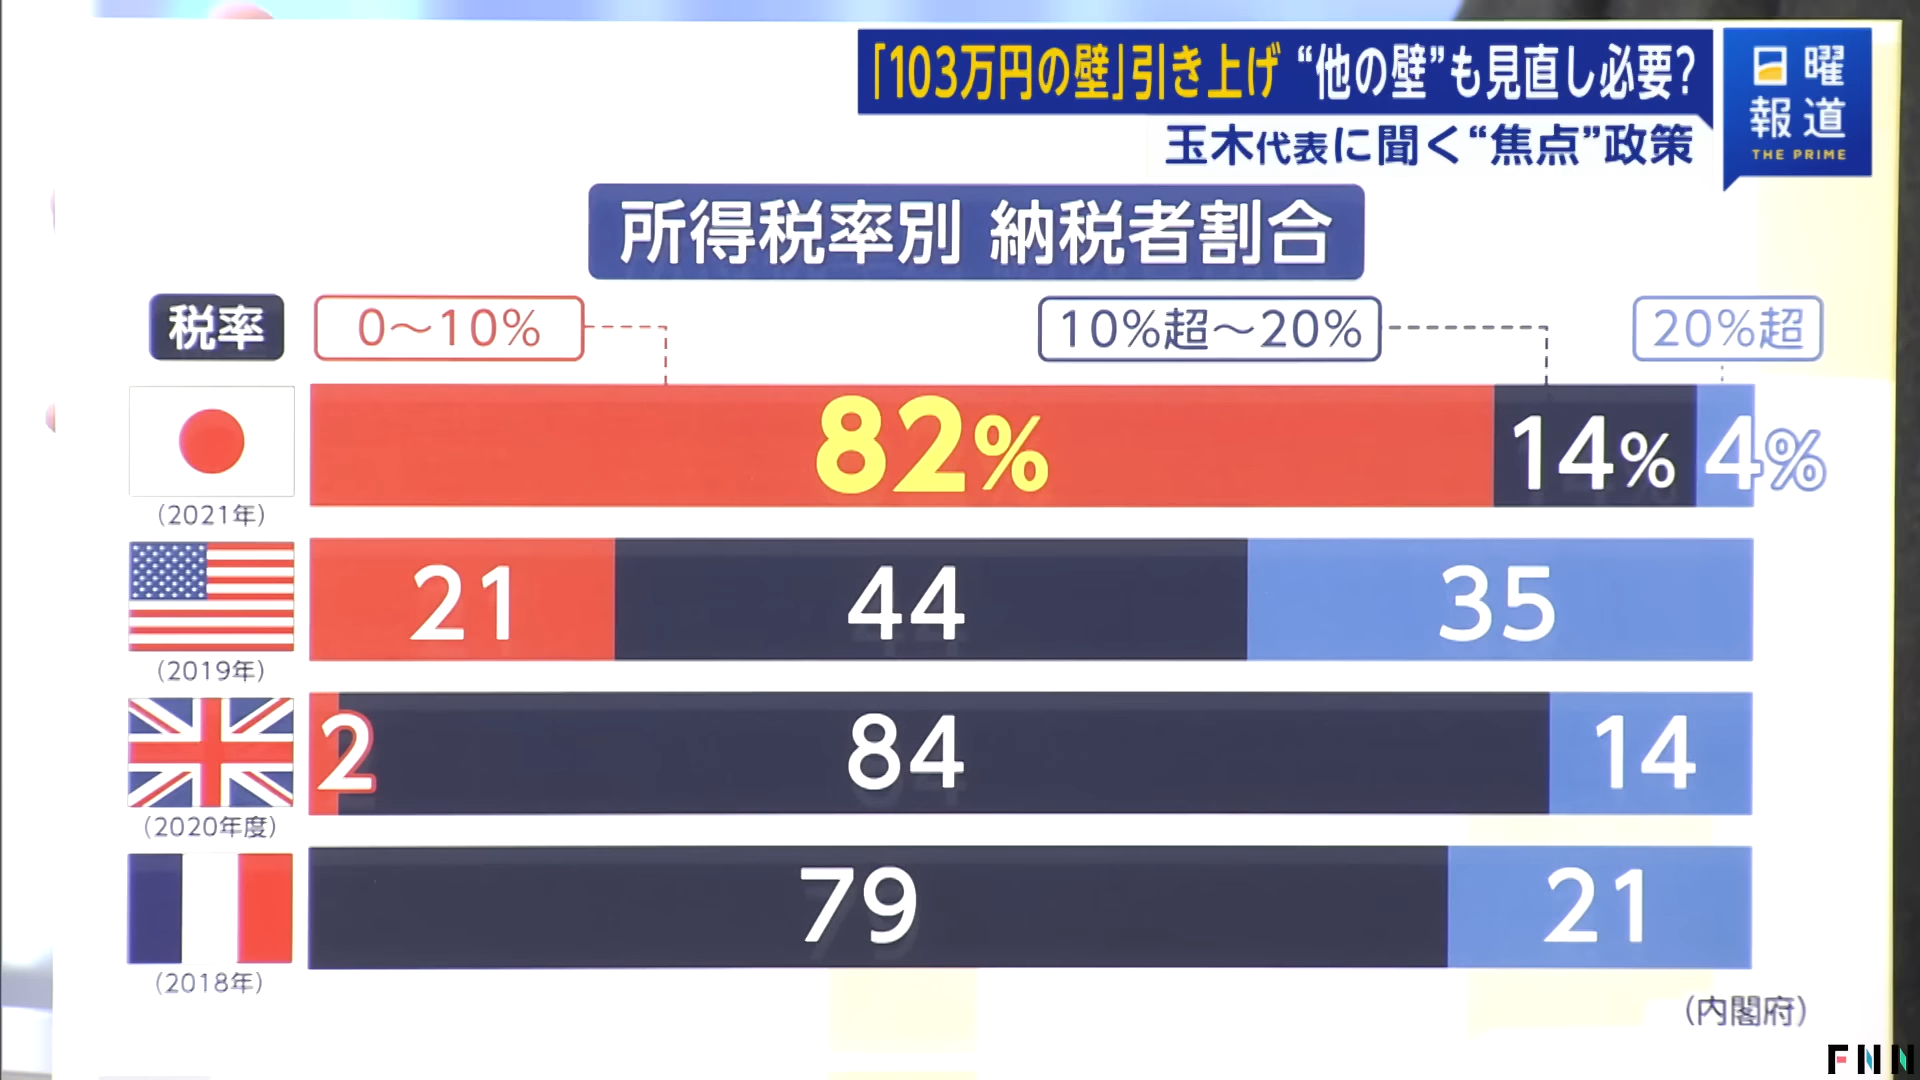 「103万円の壁」引き上げ “他の壁”も見直し必要?
日曜
報道
THE PRIME
玉木代表に聞く“焦点”政策
所得税率別 納税者割合
税率 0〜10% 10%超〜20% 20%超
82% 14% 4%
(2021年)
21 44 35
(2019年)
2 84 14
(2020年度)
79 21
(2018年)
(内閣府)
FNN